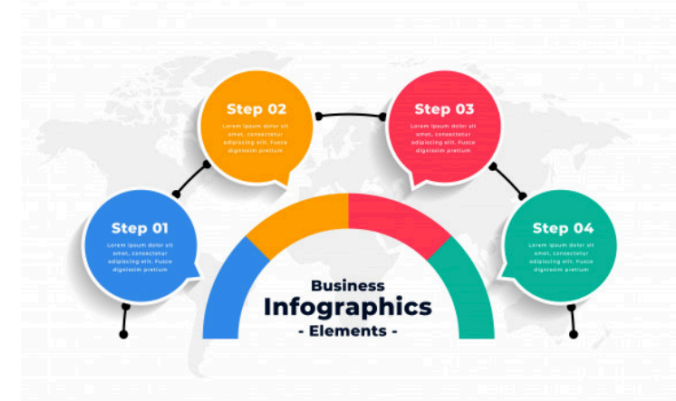 Step 01
Lorem ipsum dolor sit
amet, consectetur
adipiscing elit. Fusce
dignissim pretium
Step 02
Lorem ipsum dolor sit
amet, consectetur
adipiscing elit. Fusce
dignissim pretium
Step 03
Lorem ipsum dolor sit
amet, consectetur
adipiscing elit. Fusce
dignissim pretium
Step 04
Lorem ipsum dolor sit
amet, consectetur
adipiscing elit. Fusce
dignissim pretium
Business
Infographics
- Elements -